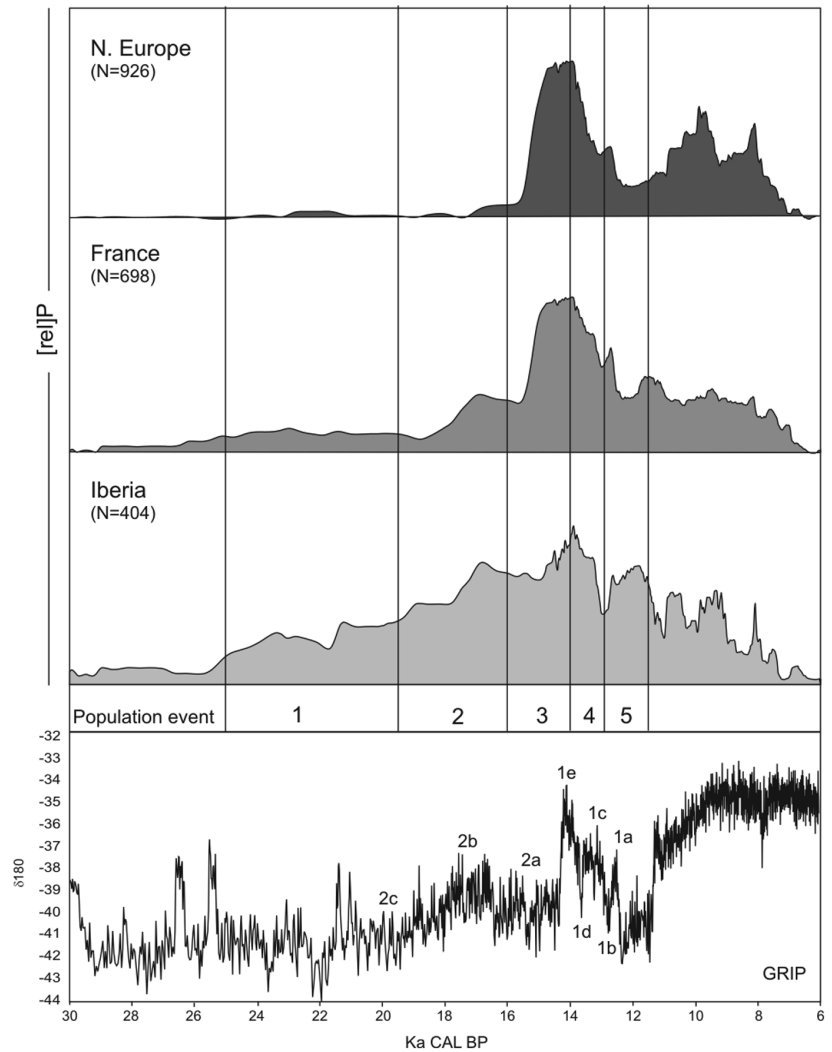 N. Europe
(N=926)
France
(N=698)
[rel]P
Iberia
(N=404)
Population event 1 2 3 4 5
-32
-33
-34
-35
-36
-37
-38
-39
-40
-41
-42
-43
-44
δ180
2c
2b
2a
1e
1d
1c
1b
1a
GRIP
30 28 26 24 22 20 18 16 14 12 10 8 6
Ka CAL BP